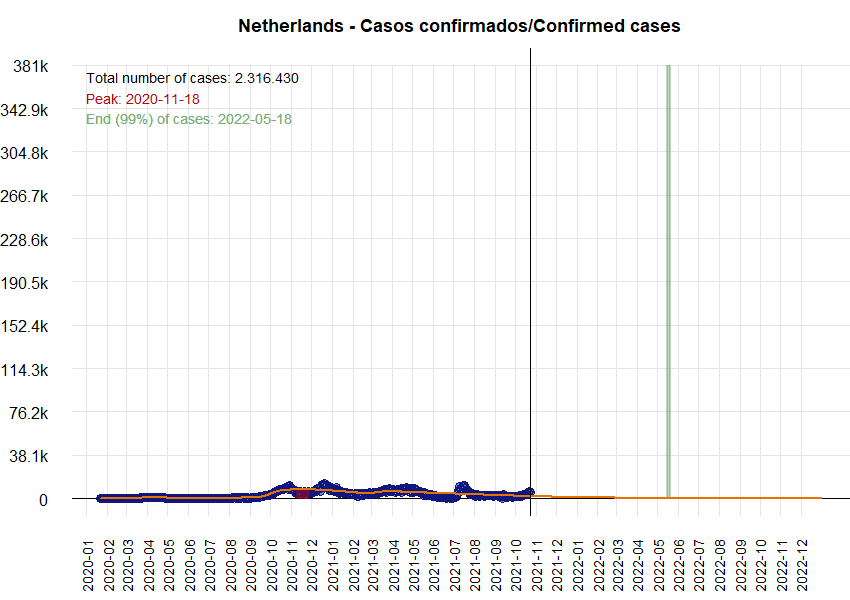 Netherlands - Casos confirmados/Confirmed cases
381k
342.9k
304.8k
266.7k
228.6k
190.5k
152.4k
114.3k
76.2k
38.1k
0
Total number of cases: 2.316.430
Peak: 2020-11-18
End (99%) of cases: 2022-05-18
2020-01
2020-02
2020-03
2020-04
2020-05
2020-06
2020-07
2020-08
2020-09
2020-10
2020-11
2020-12
2021-01
2021-02
2021-03
2021-04
2021-05
2021-06
2021-07
2021-08
2021-09
2021-10
2021-11
2021-12
2022-01
2022-02
2022-03
2022-04
2022-05
2022-06
2022-07
2022-08
2022-09
2022-10
2022-11
2022-12